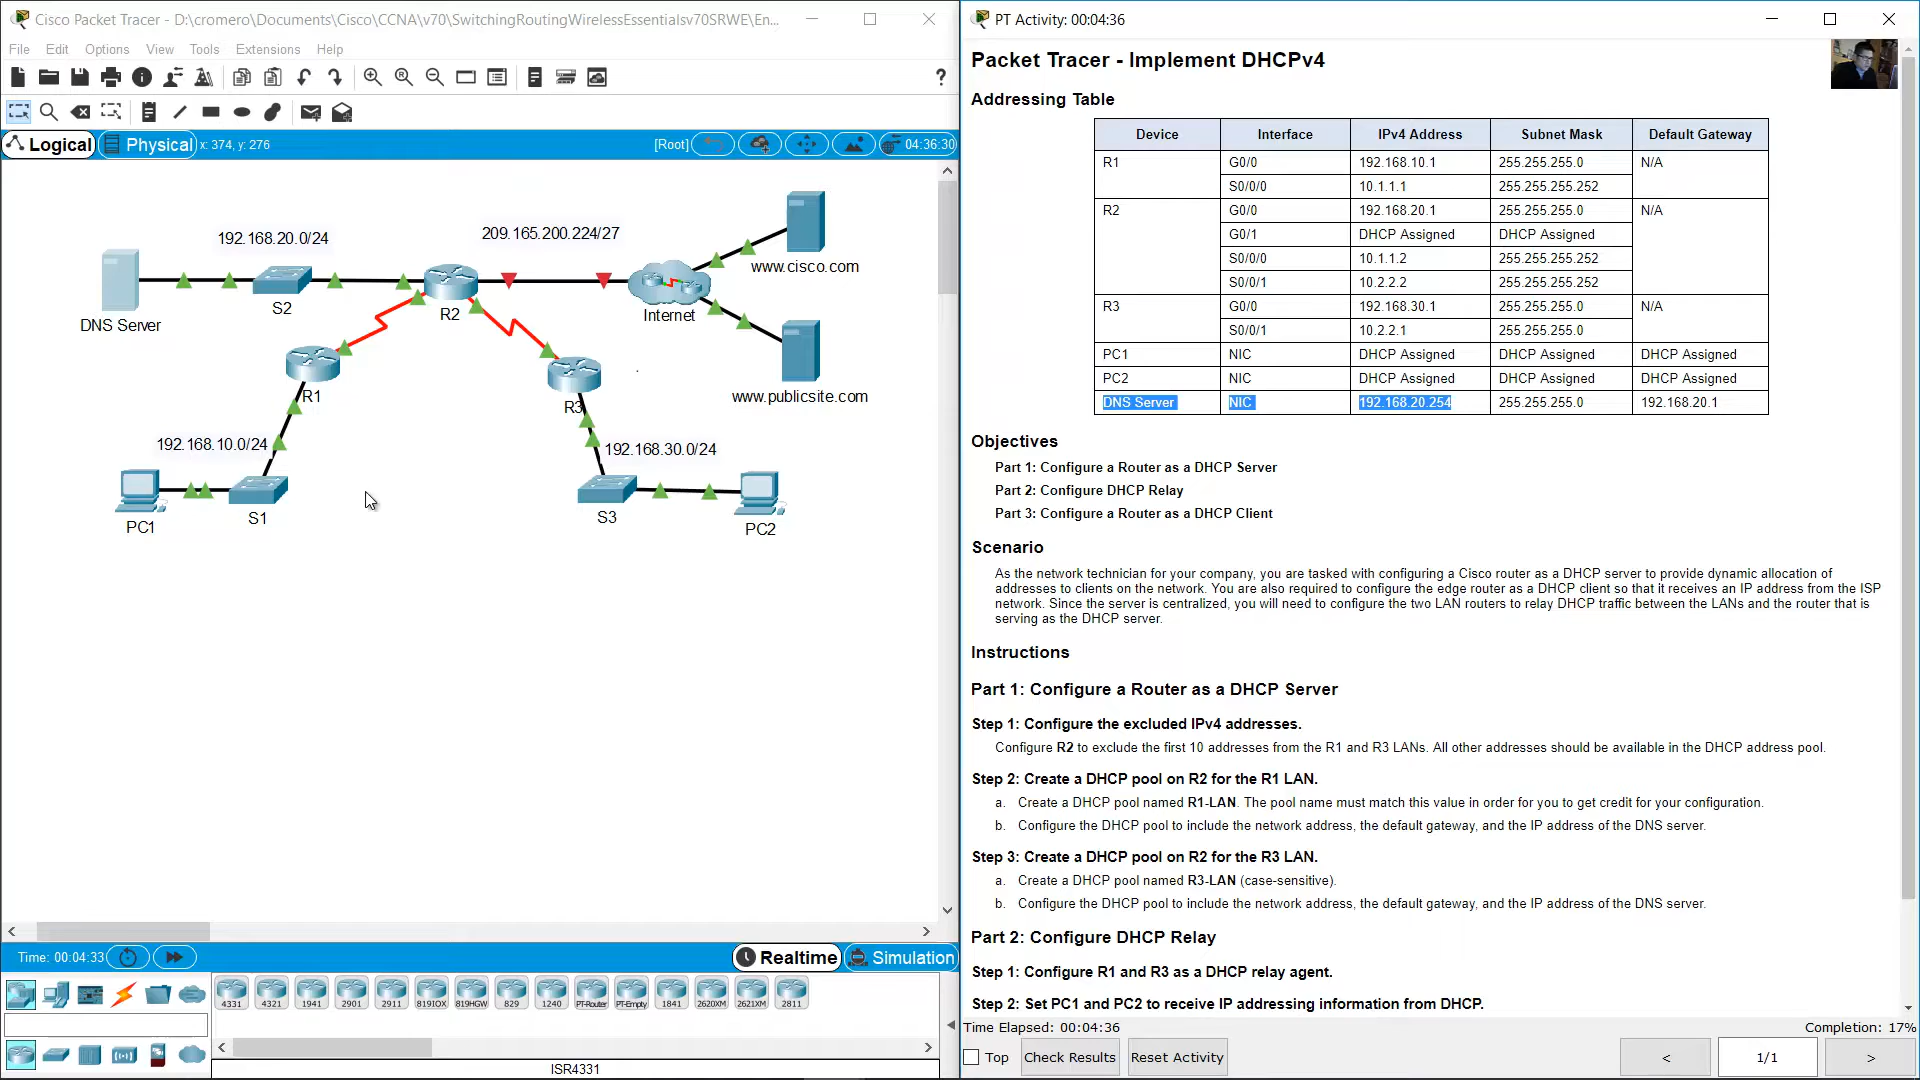 Cisco Packet Tracer - D:\cromero\Documents\Cisco\CCNA\v70\SwitchingRoutingWirelessEssentialsv70SRWE\En...
File Edit Options View Tools Extensions Help
?
Logical Physical x: 374, y: 276 [Root] 04:36:30
192.168.20.0/24
209.165.200.224/27
www.cisco.com
DNS Server
S2
R2
Internet
R1
R3
www.publicsite.com
192.168.10.0/24
192.168.30.0/24
PC1
S1
S3
PC2
Time: 00:04:33
Realtime Simulation
4331 4321 1941 2901 2911 819IOX 819HGW 829 1240 PT-Router PT-Empty 1841 2620XM 2621XM 2811
ISR4331
PT Activity: 00:04:36
Packet Tracer - Implement DHCPv4
Addressing Table
Device Interface IPv4 Address Subnet Mask Default Gateway
R1 G0/0 192.168.10.1 255.255.255.0 N/A
S0/0/0 10.1.1.1 255.255.255.252
R2 G0/0 192.168.20.1 255.255.255.0 N/A
G0/1 DHCP Assigned DHCP Assigned
S0/0/0 10.1.1.2 255.255.255.252
S0/0/1 10.2.2.2 255.255.255.252
R3 G0/0 192.168.30.1 255.255.255.0 N/A
S0/0/1 10.2.2.1 255.255.255.0
PC1 NIC DHCP Assigned DHCP Assigned DHCP Assigned
PC2 NIC DHCP Assigned DHCP Assigned DHCP Assigned
DNS Server NIC 192.168.20.254 255.255.255.0 192.168.20.1
Objectives
Part 1: Configure a Router as a DHCP Server
Part 2: Configure DHCP Relay
Part 3: Configure a Router as a DHCP Client
Scenario
As the network technician for your company, you are tasked with configuring a Cisco router as a DHCP server to provide dynamic allocation of
addresses to clients on the network. You are also required to configure the edge router as a DHCP client so that it receives an IP address from the ISP
network. Since the server is centralized, you will need to configure the two LAN routers to relay DHCP traffic between the LANs and the router that is
serving as the DHCP server.
Instructions
Part 1: Configure a Router as a DHCP Server
Step 1: Configure the excluded IPv4 addresses.
Configure R2 to exclude the first 10 addresses from the R1 and R3 LANs. All other addresses should be available in the DHCP address pool.
Step 2: Create a DHCP pool on R2 for the R1 LAN.
a. Create a DHCP pool named R1-LAN. The pool name must match this value in order for you to get credit for your configuration.
b. Configure the DHCP pool to include the network address, the default gateway, and the IP address of the DNS server.
Step 3: Create a DHCP pool on R2 for the R3 LAN.
a. Create a DHCP pool named R3-LAN (case-sensitive).
b. Configure the DHCP pool to include the network address, the default gateway, and the IP address of the DNS server.
Part 2: Configure DHCP Relay
Step 1: Configure R1 and R3 as a DHCP relay agent.
Step 2: Set PC1 and PC2 to receive IP addressing information from DHCP.
Time Elapsed: 00:04:36 Completion: 17%
Top Check Results Reset Activity < 1/1 >